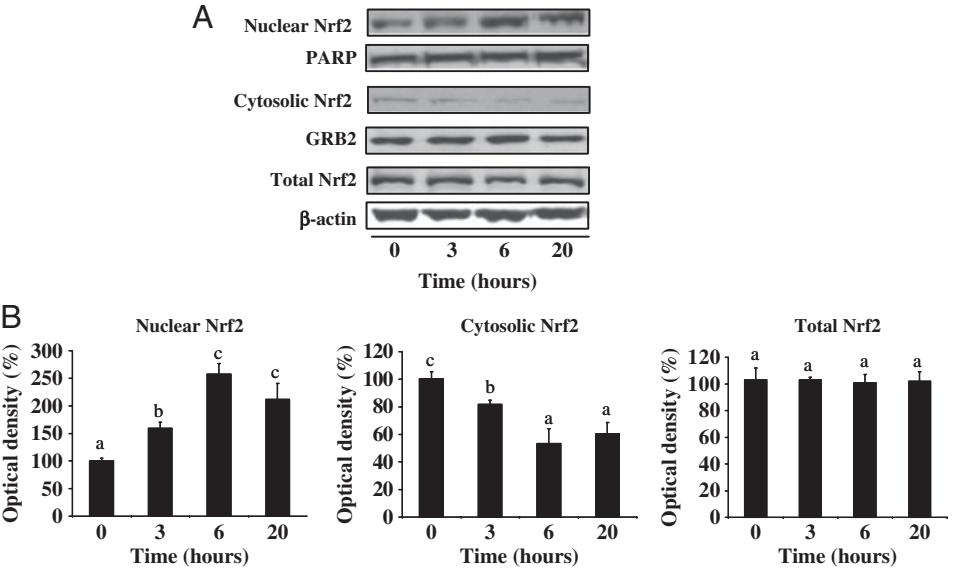 A
Nuclear Nrf2
PARP
Cytosolic Nrf2
GRB2
Total Nrf2
β-actin
0 3 6 20
Time (hours)
B
Nuclear Nrf2
Optical density (%)
300
250
200
150
100
50
0
a b c c
0 3 6 20
Time (hours)
Cytosolic Nrf2
Optical density (%)
120
100
80
60
40
20
0
c b a a
0 3 6 20
Time (hours)
Total Nrf2
Optical density (%)
120
100
80
60
40
20
0
a a a a
0 3 6 20
Time (hours)